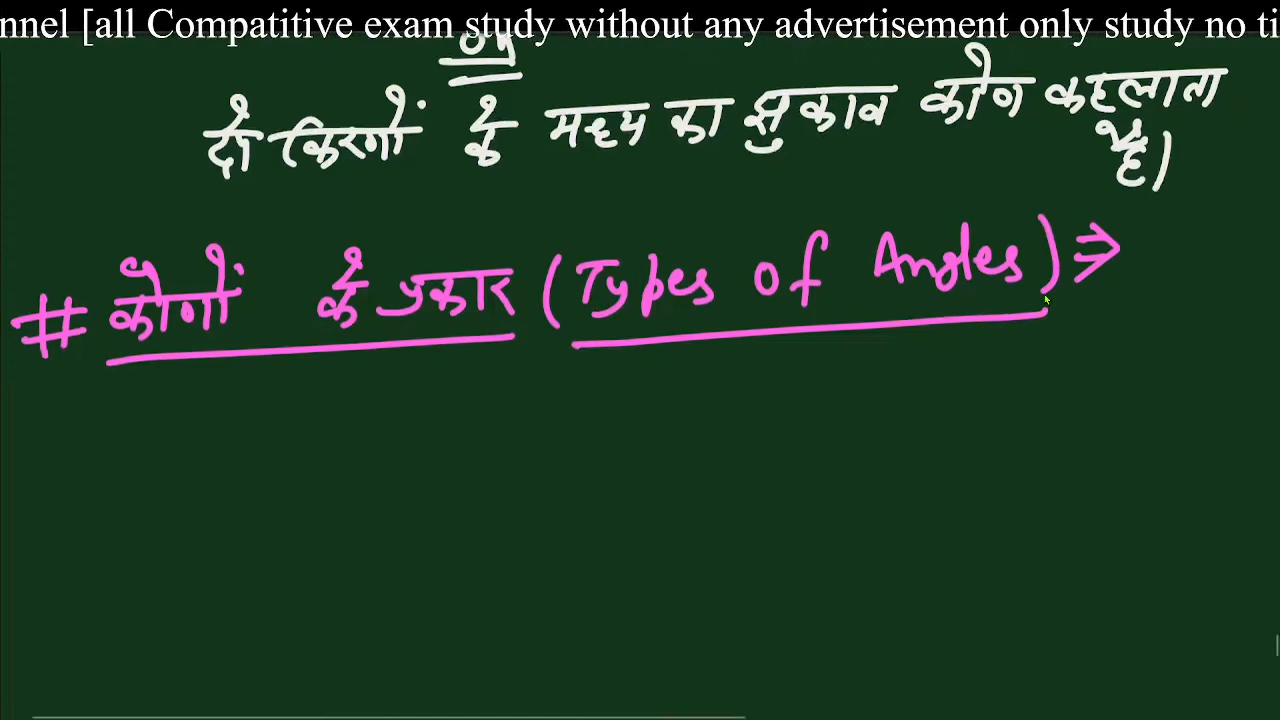 nnel [all Compatitive exam study without any advertisement only study no ti
or
दो किरणों के मध्य का झुकाव कोण कहलाता
है।
# कोणों के प्रकार (Types of Angles) ⇒